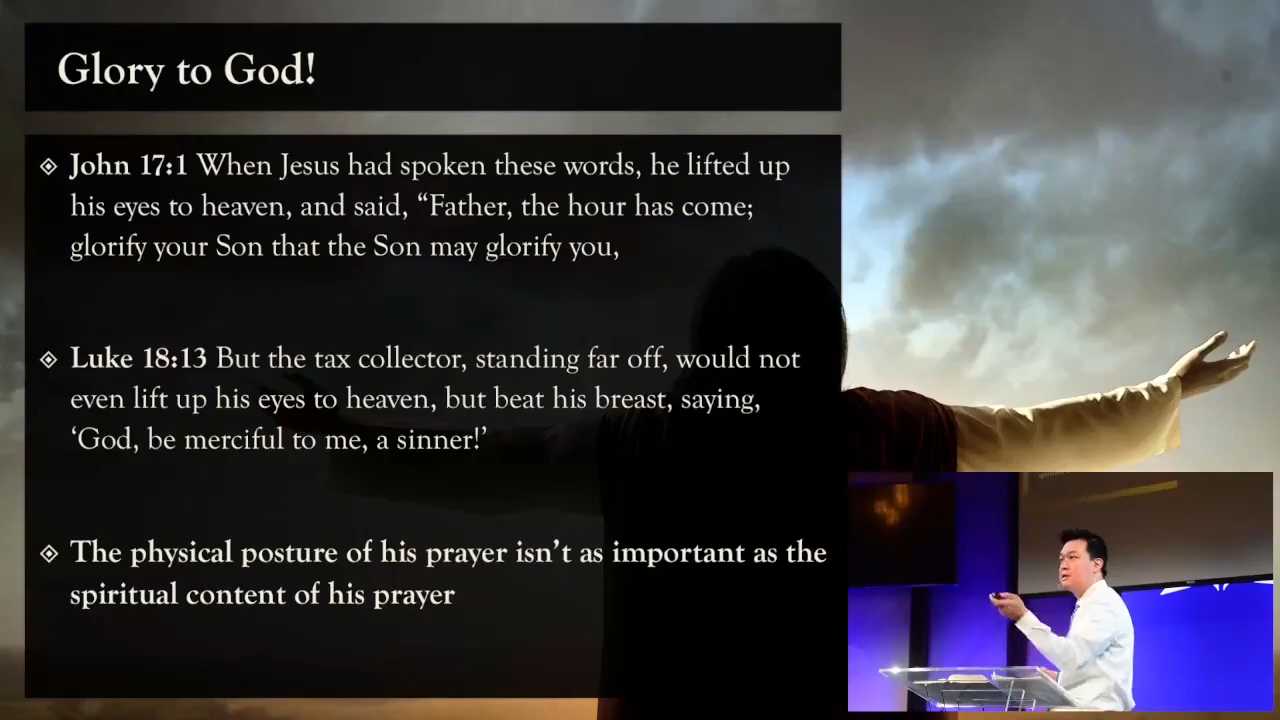 Glory to God!
John 17:1 When Jesus had spoken these words, he lifted up
his eyes to heaven, and said, “Father, the hour has come;
glorify your Son that the Son may glorify you,
Luke 18:13 But the tax collector, standing far off, would not
even lift up his eyes to heaven, but beat his breast, saying,
‘God, be merciful to me, a sinner!’
The physical posture of his prayer isn’t as important as the
spiritual content of his prayer